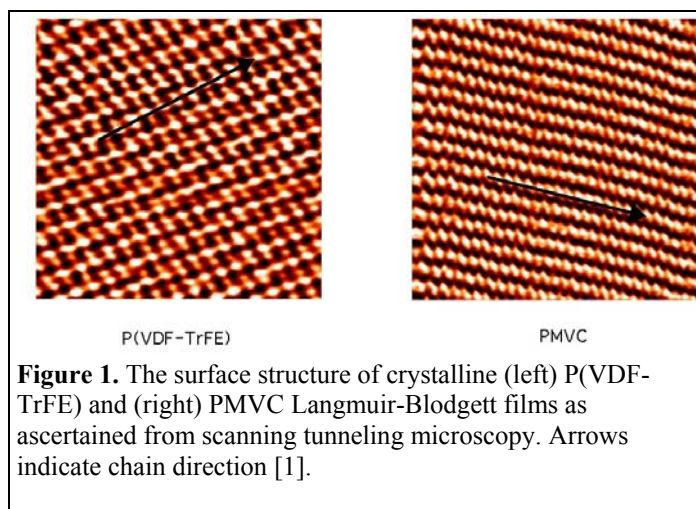 P(VDF-TrFE)
PMVC
Figure 1. The surface structure of crystalline (left) P(VDF-
TrFE) and (right) PMVC Langmuir-Blodgett films as
ascertained from scanning tunneling microscopy. Arrows
indicate chain direction [1].